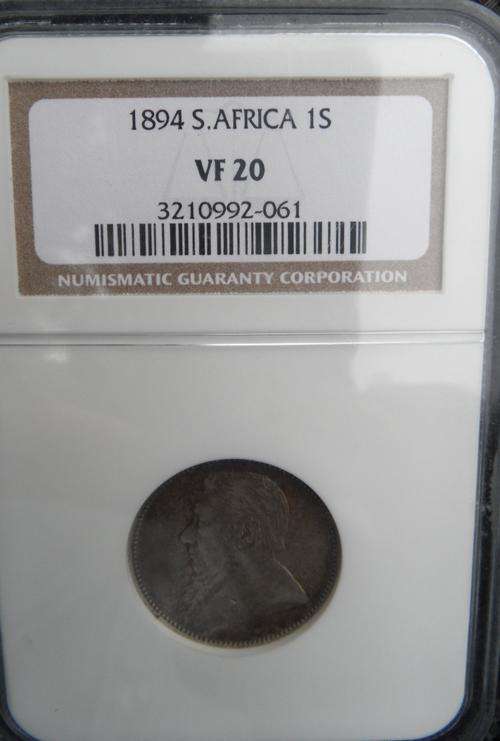 1894 S.AFRICA 1S
VF 20
3210992-061
NUMISMATIC GUARANTY CORPORATION